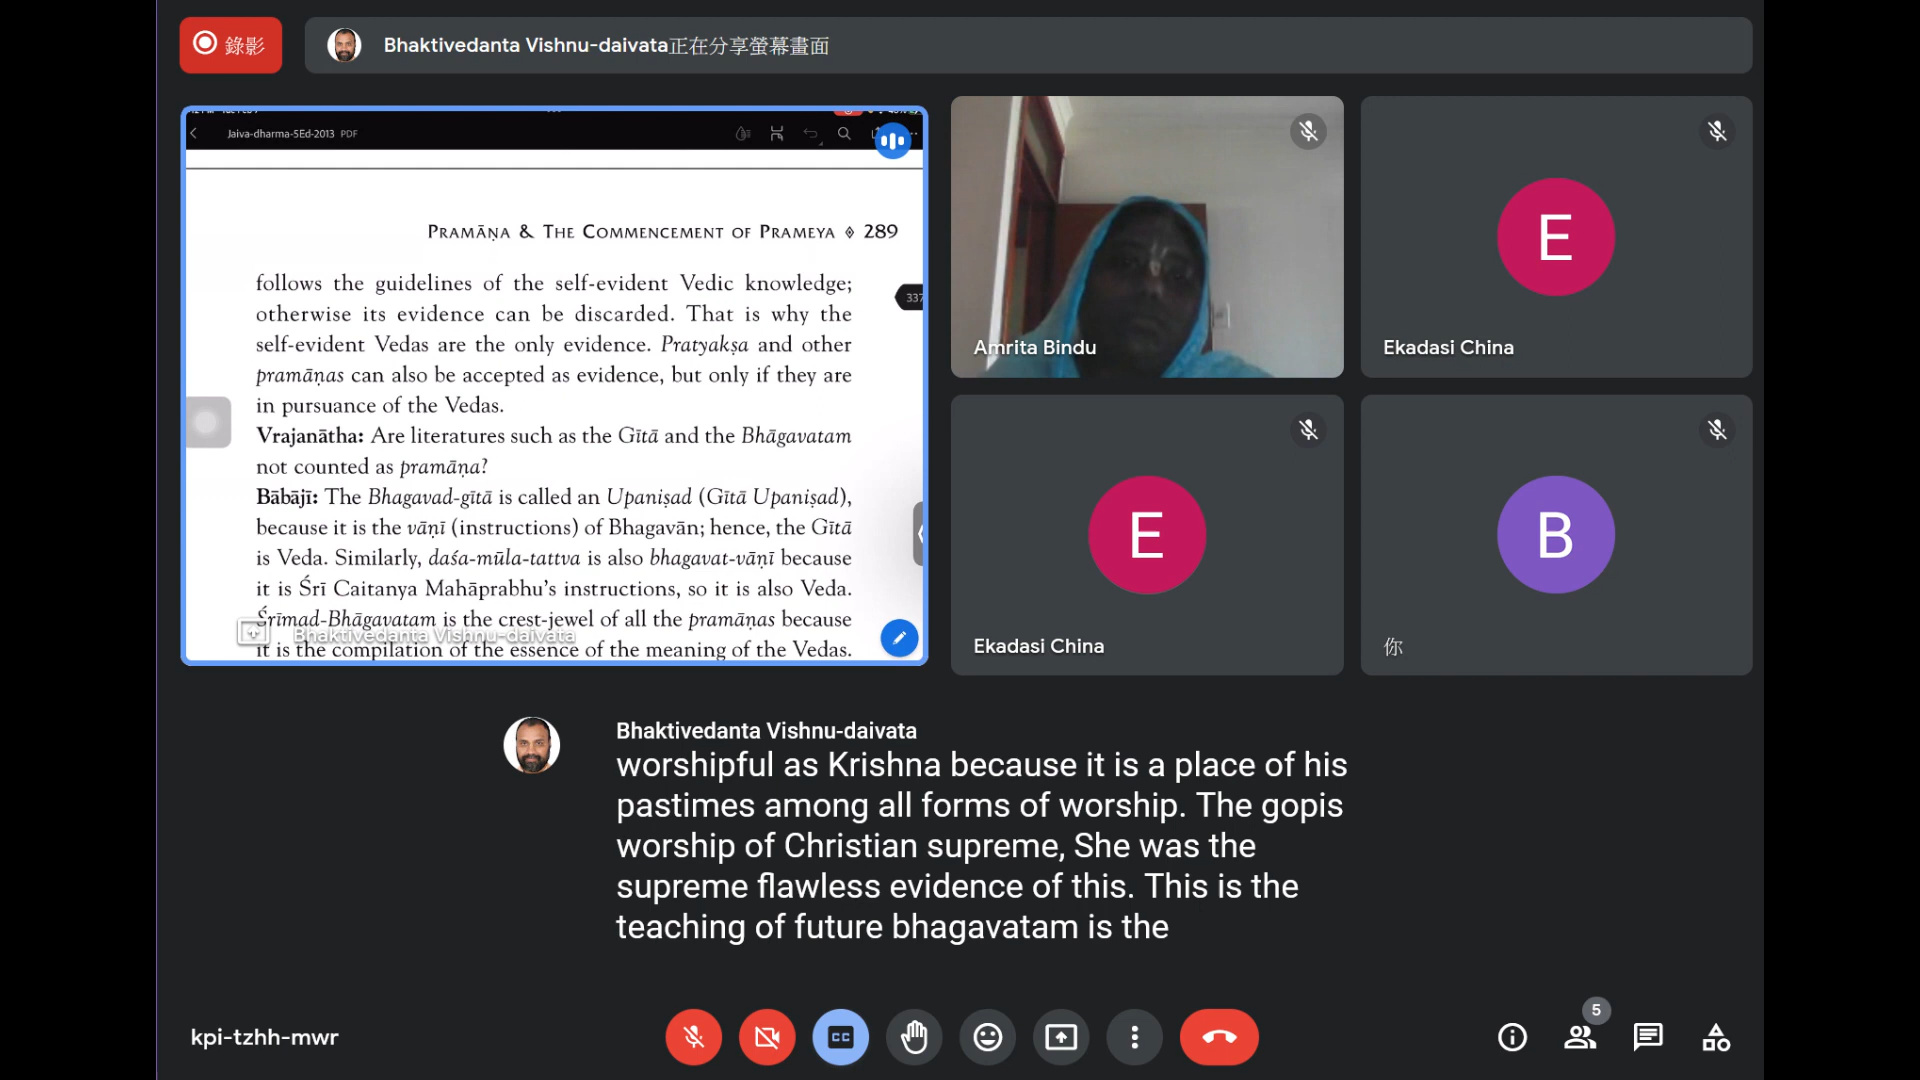 錄影
Bhaktivedanta Vishnu-daivata正在分享螢幕畫面
Jaiva-dharma-5Ed-2013 PDF
PRAMĀṆA & THE COMMENCEMENT OF PRAMEYA ◊ 289
follows the guidelines of the self-evident Vedic knowledge;
otherwise its evidence can be discarded. That is why the
337
self-evident Vedas are the only evidence. Pratyakṣa and other
pramāṇas can also be accepted as evidence, but only if they are
in pursuance of the Vedas.
Vrajanātha: Are literatures such as the Gītā and the Bhāgavatam
not counted as pramāṇa?
Bābājī: The Bhagavad-gītā is called an Upaniṣad (Gītā Upaniṣad),
because it is the vāṇī (instructions) of Bhagavān; hence, the Gītā
is Veda. Similarly, daśa-mūla-tattva is also bhagavat-vāṇī because
it is Śrī Caitanya Mahāprabhu's instructions, so it is also Veda.
Śrīmad-Bhāgavatam is the crest-jewel of all the pramāṇas because
Bhaktivedanta Vishnu-daivata
it is the compilation of the essence of the meaning of the Vedas.
Amrita Bindu
E
Ekadasi China
E
Ekadasi China
B
你
Bhaktivedanta Vishnu-daivata
worshipful as Krishna because it is a place of his
pastimes among all forms of worship. The gopis
worship of Christian supreme, She was the
supreme flawless evidence of this. This is the
teaching of future bhagavatam is the
kpi-tzhh-mwr
CC
5